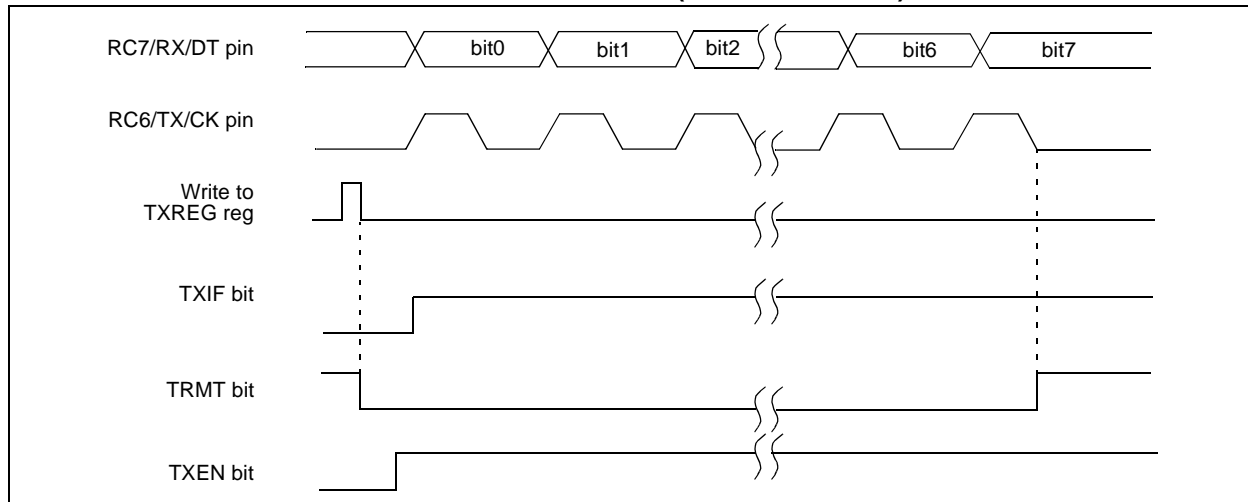 RC7/RX/DT pin
bit0
bit1
bit2
bit6
bit7
RC6/TX/CK pin
Write to
TXREG reg
TXIF bit
TRMT bit
TXEN bit